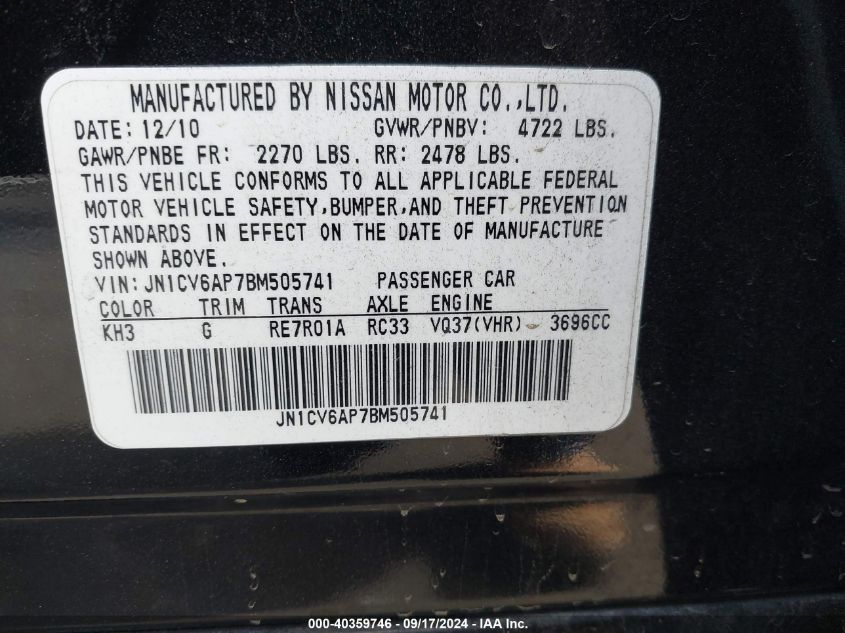 MANUFACTURED BY NISSAN MOTOR CO.,LTD.
DATE: 12/10 GVWR/PNBV: 4722 LBS.
GAWR/PNBE FR: 2270 LBS. RR: 2478 LBS.
THIS VEHICLE CONFORMS TO ALL APPLICABLE FEDERAL
MOTOR VEHICLE SAFETY,BUMPER,AND THEFT PREVENTION
STANDARDS IN EFFECT ON THE DATE OF MANUFACTURE
SHOWN ABOVE.
VIN:JN1CV6AP7BM505741 PASSENGER CAR
COLOR TRIM TRANS AXLE ENGINE
KH3 G RE7R01A RC33 VQ37(VHR) 3696CC
JN1CV6AP7BM505741
000-40359746 - 09/17/2024 - IAAI.COM